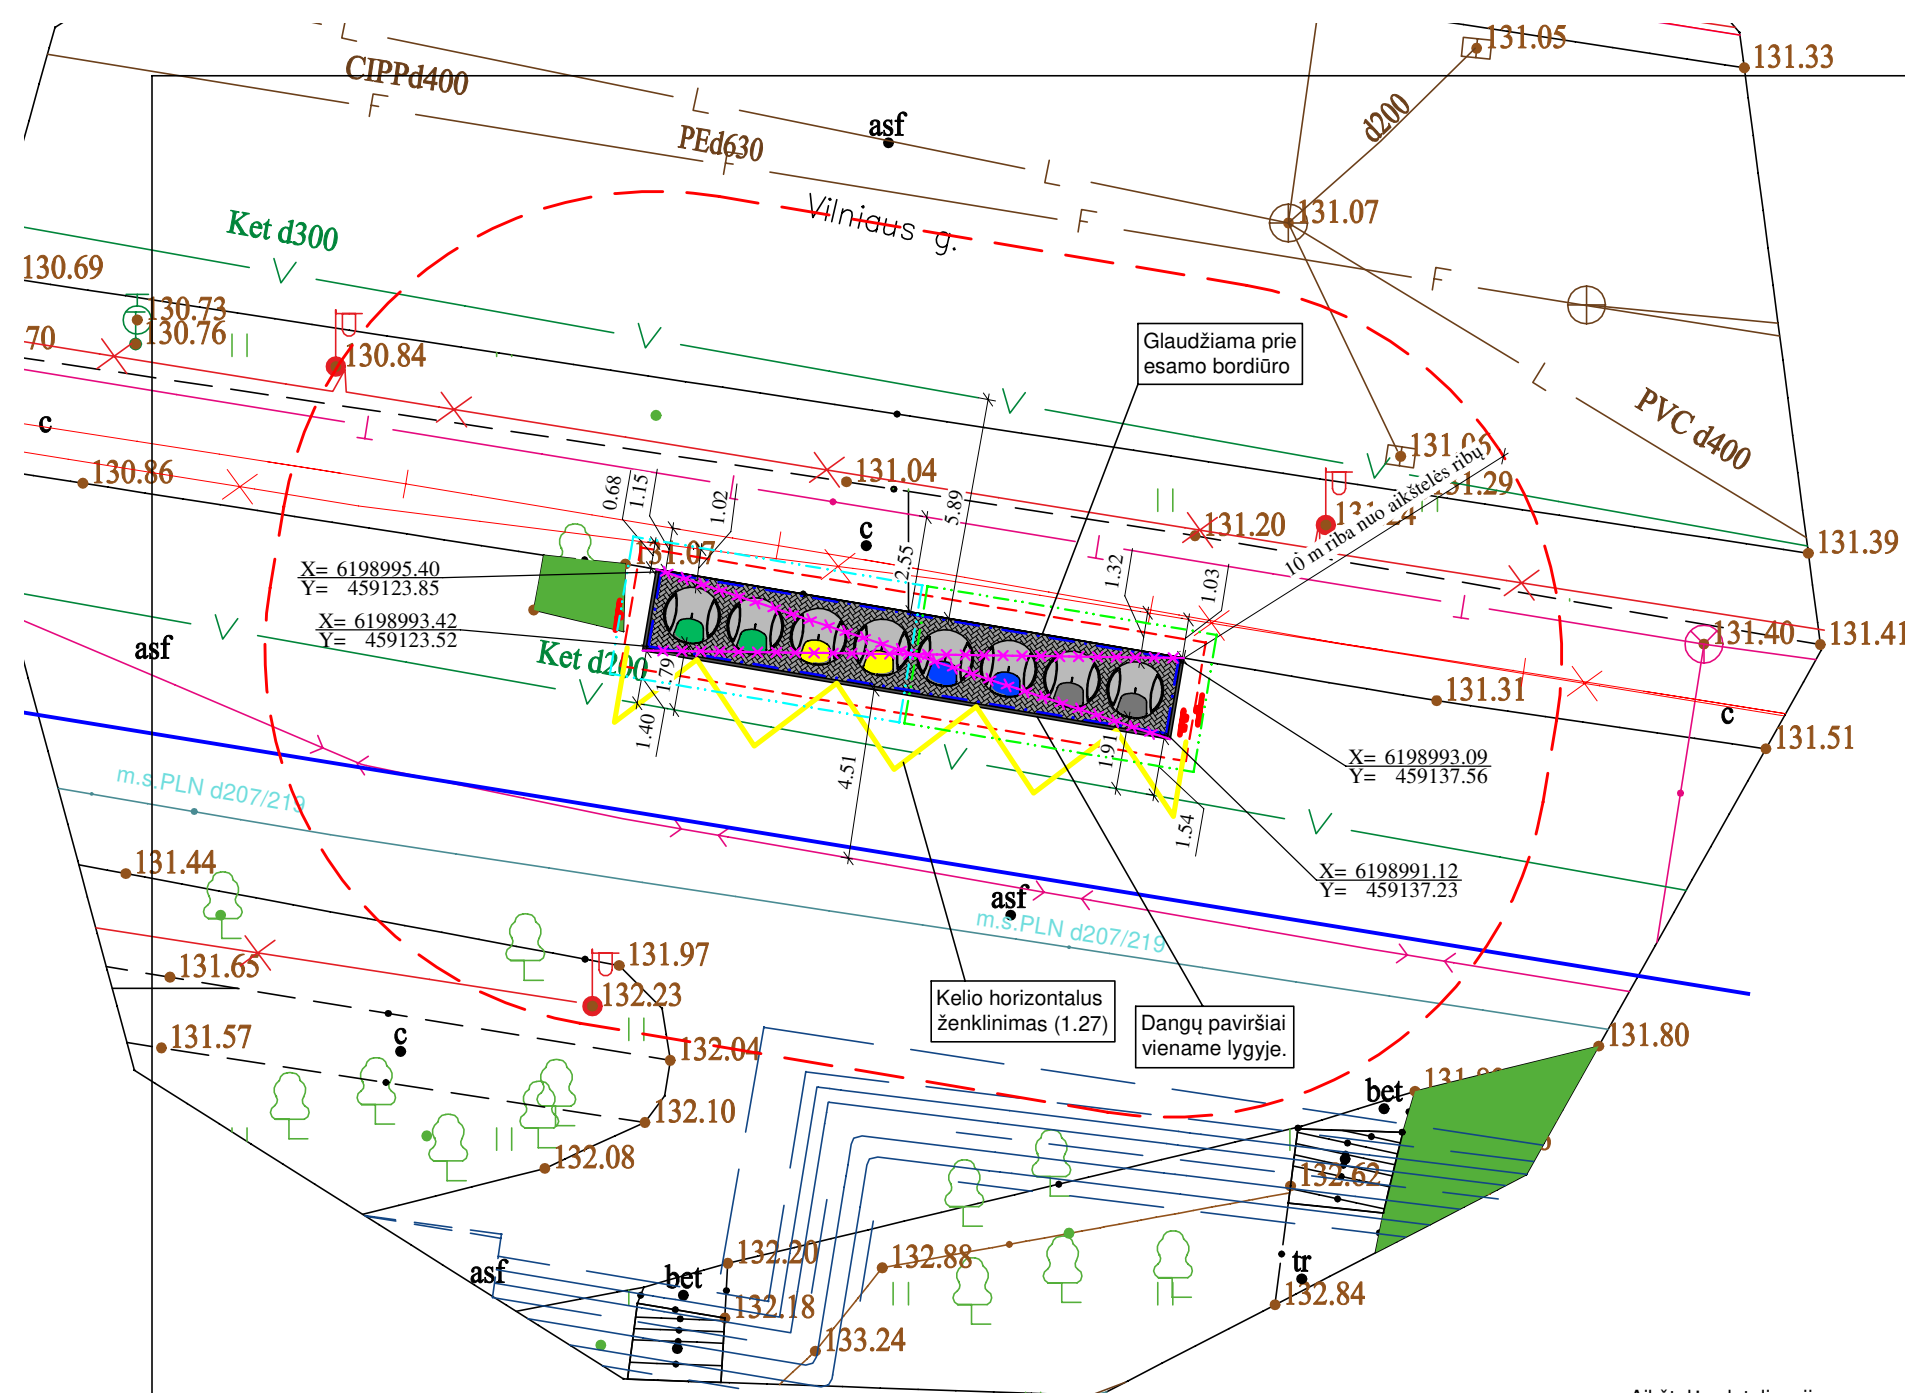 131.05
131.33
CIPPd400
d200
asf
PEd630
131.07
Vilniaus g.
Ket d300
130.69
130.73
130.76
70
130.84
Glaudžiama prie
esamo bordiūro
PVC d400
c
130.86
131.04
131.20
131.29
10 m riba nuo aikštelės ribų
131.39
0.68
1.15
1.02
5.89
2.55
c
1.32
1.03
131.07
X= 6198995.40
Y= 459123.85
X= 6198993.42
Y= 459123.52
asf
Ket d200
131.40
131.41
131.31
c
131.51
1.79
1.40
4.51
1.91
1.54
X= 6198993.09
Y= 459137.56
m.s.PLN d207/219
X= 6198991.12
Y= 459137.23
131.44
asf
m.s.PLN d207/219
131.65
131.97
132.23
Kelio horizontalus
ženklinimas (1.27)
Dangų paviršiai
viename lygyje.
131.57
c
132.04
131.80
bet
132.10
132.08
132.62
asf
bet
132.20
132.88
tr
132.18
132.84
133.24